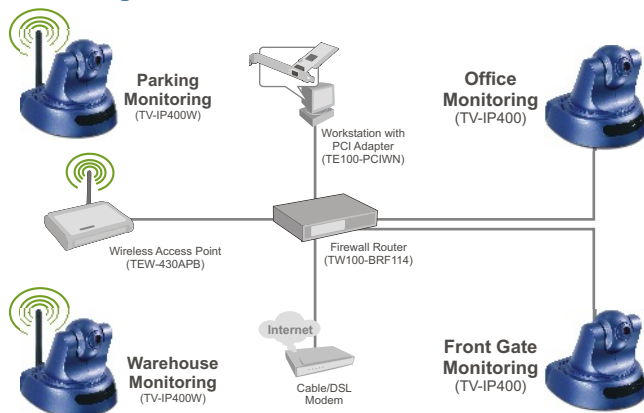 Parking
Monitoring
(TV-IP400W)
Workstation with
PCI Adapter
(TE100-PCIWN)
Office
Monitoring
(TV-IP400)
Wireless Access Point
(TEW-430APB)
Firewall Router
(TW100-BRF114)
Warehouse
Monitoring
(TV-IP400W)
Internet
Cable/DSL
Modem
Front Gate
Monitoring
(TV-IP400)